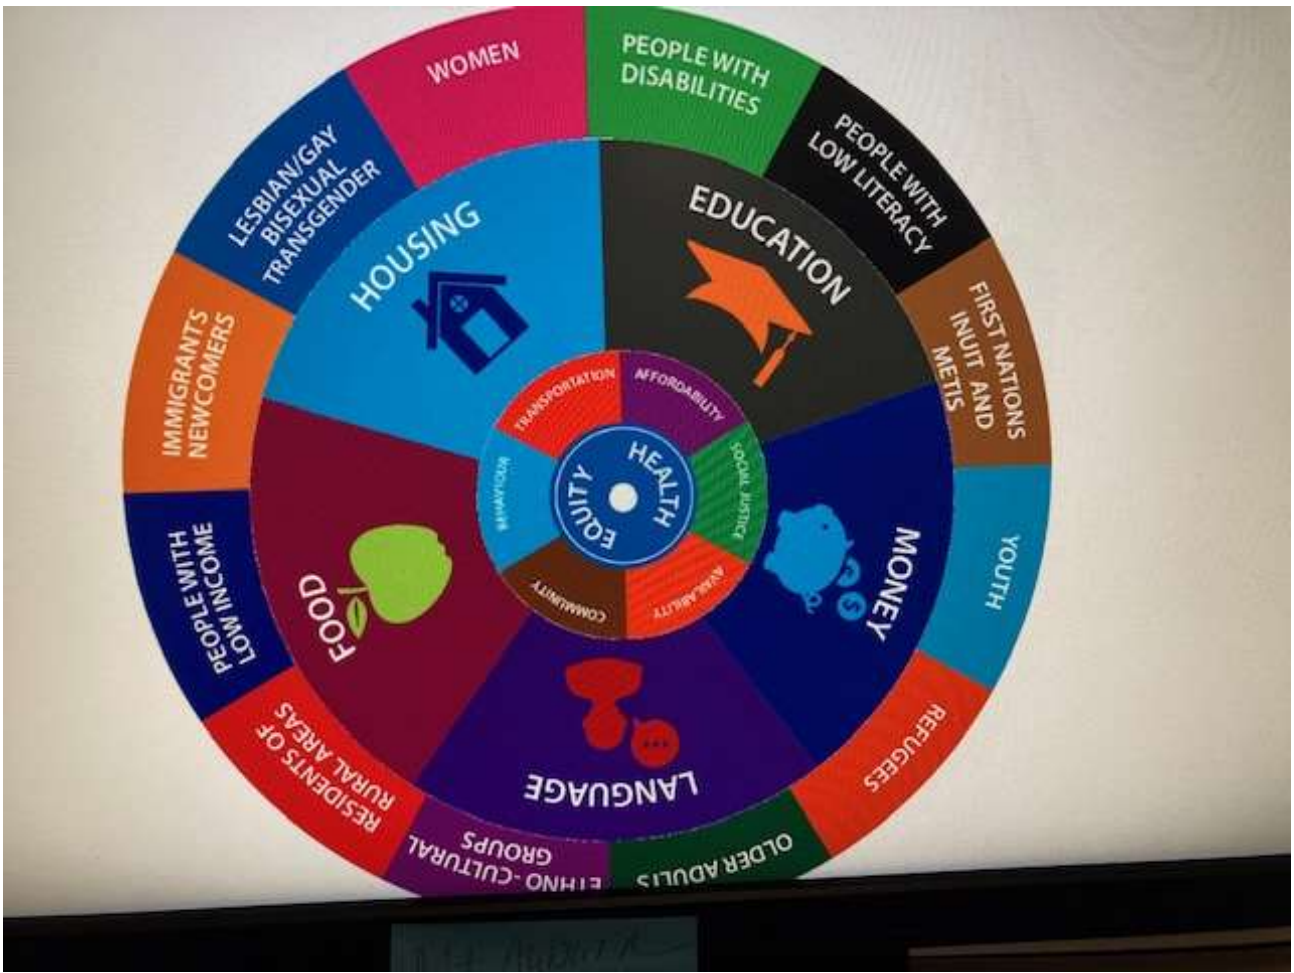 WOMEN
PEOPLE WITH
DISABILITIES
PEOPLE WITH
LOW LITERACY
FIRST NATIONS
INUIT AND
METIS
YOUTH
REFUGEES
OLDER ADULTS
ETHNO-CULTURAL
GROUPS
RESIDENTS OF
RURAL AREAS
PEOPLE WITH
LOW INCOME
IMMIGRANTS
NEWCOMERS
LESBIAN/GAY
BISEXUAL
TRANSGENDER
HOUSING
EDUCATION
MONEY
$
LANGUAGE
FOOD
TRANSPORTATION
AFFORDABILITY
SOCIAL JUSTICE
AVAILABILITY
COMMUNITY
BEHAVIOUR
HEALTH
EQUITY